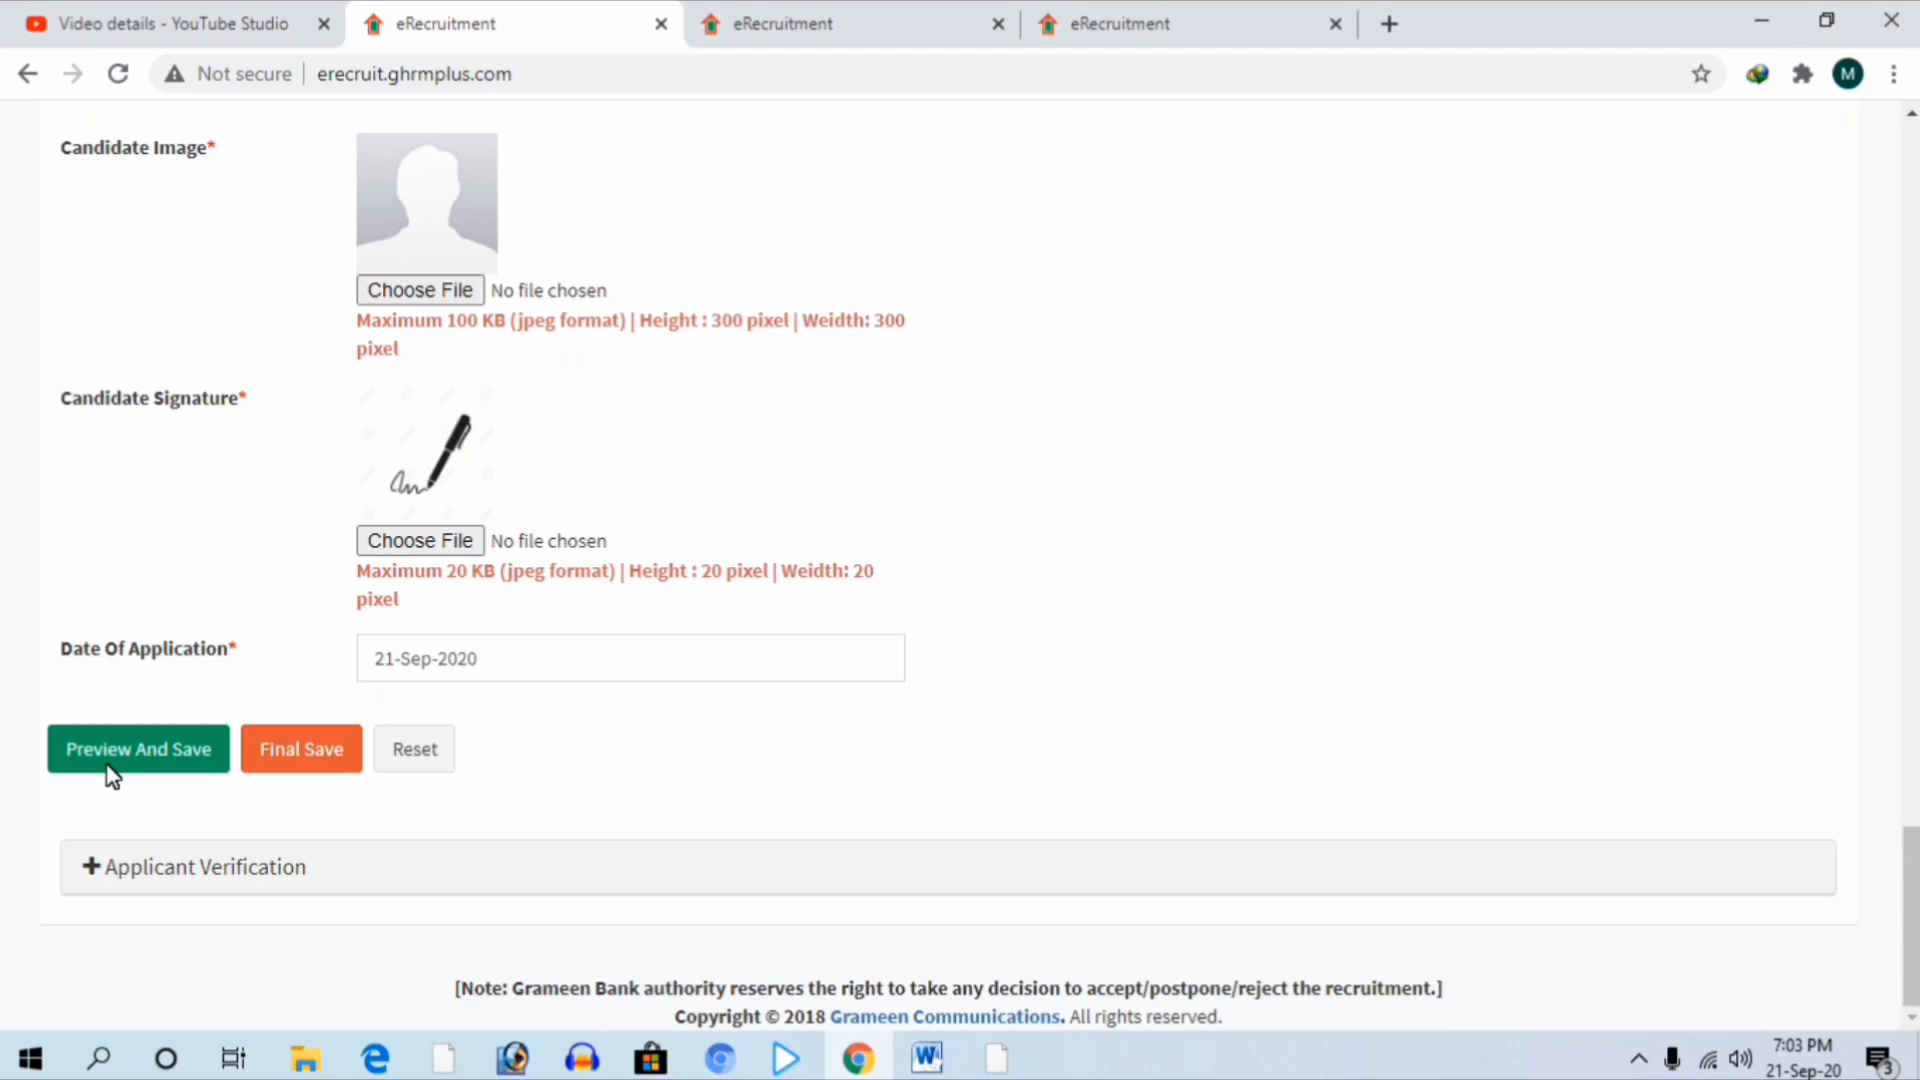 Video details - YouTube Studio
eRecruitment
eRecruitment
eRecruitment
Not secure
erecruit.ghrmplus.com
M
Candidate Image*
Choose File No file chosen
Maximum 100 KB (jpeg format) | Height : 300 pixel | Weidth: 300
pixel
Candidate Signature*
Choose File No file chosen
Maximum 20 KB (jpeg format) | Height : 20 pixel | Weidth: 20
pixel
Date Of Application*
21-Sep-2020
Preview And Save
Final Save
Reset
Applicant Verification
[Note: Grameen Bank authority reserves the right to take any decision to accept/postpone/reject the recruitment.]
Copyright © 2018 Grameen Communications. All rights reserved.
7:03 PM
21-Sep-20
3